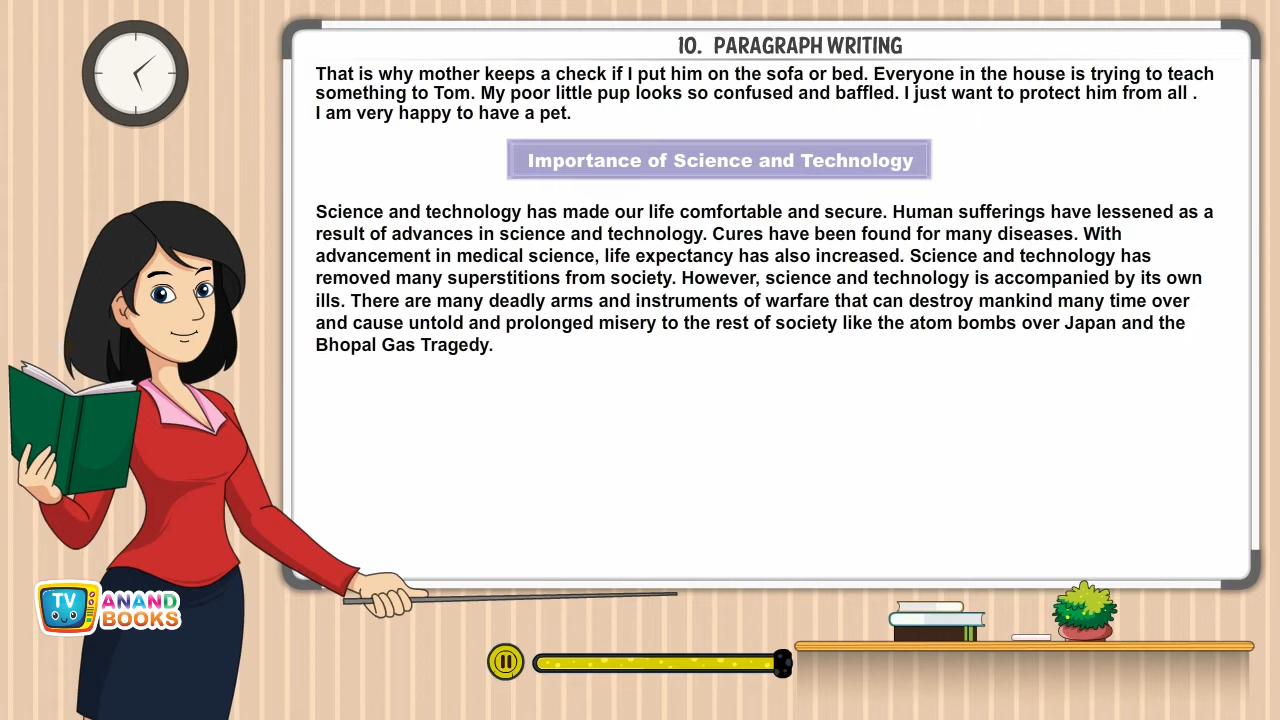 10. PARAGRAPH WRITING
That is why mother keeps a check if I put him on the sofa or bed. Everyone in the house is trying to teach
something to Tom. My poor little pup looks so confused and baffled. I just want to protect him from all .
I am very happy to have a pet.
Importance of Science and Technology
Science and technology has made our life comfortable and secure. Human sufferings have lessened as a
result of advances in science and technology. Cures have been found for many diseases. With
advancement in medical science, life expectancy has also increased. Science and technology has
removed many superstitions from society. However, science and technology is accompanied by its own
ills. There are many deadly arms and instruments of warfare that can destroy mankind many time over
and cause untold and prolonged misery to the rest of society like the atom bombs over Japan and the
Bhopal Gas Tragedy.
TV
ANAND
BOOKS